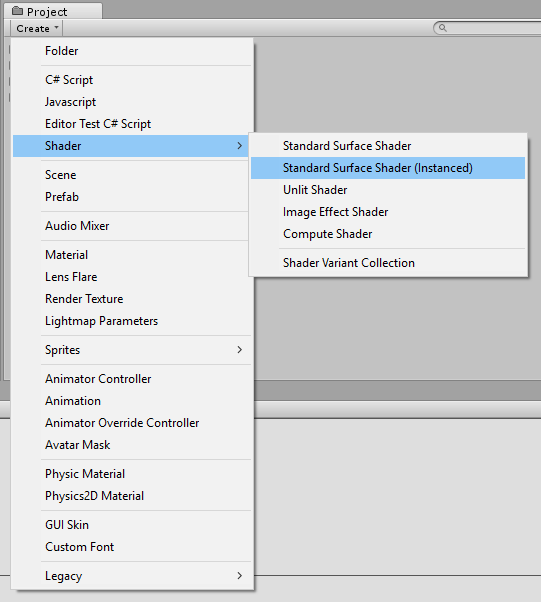 Project
Create
Folder
C# Script
Javascript
Editor Test C# Script
Shader
Standard Surface Shader
Standard Surface Shader (Instanced)
Unlit Shader
Image Effect Shader
Compute Shader
Shader Variant Collection
Scene
Prefab
Audio Mixer
Material
Lens Flare
Render Texture
Lightmap Parameters
Sprites
Animator Controller
Animation
Animator Override Controller
Avatar Mask
Physic Material
Physics2D Material
GUI Skin
Custom Font
Legacy